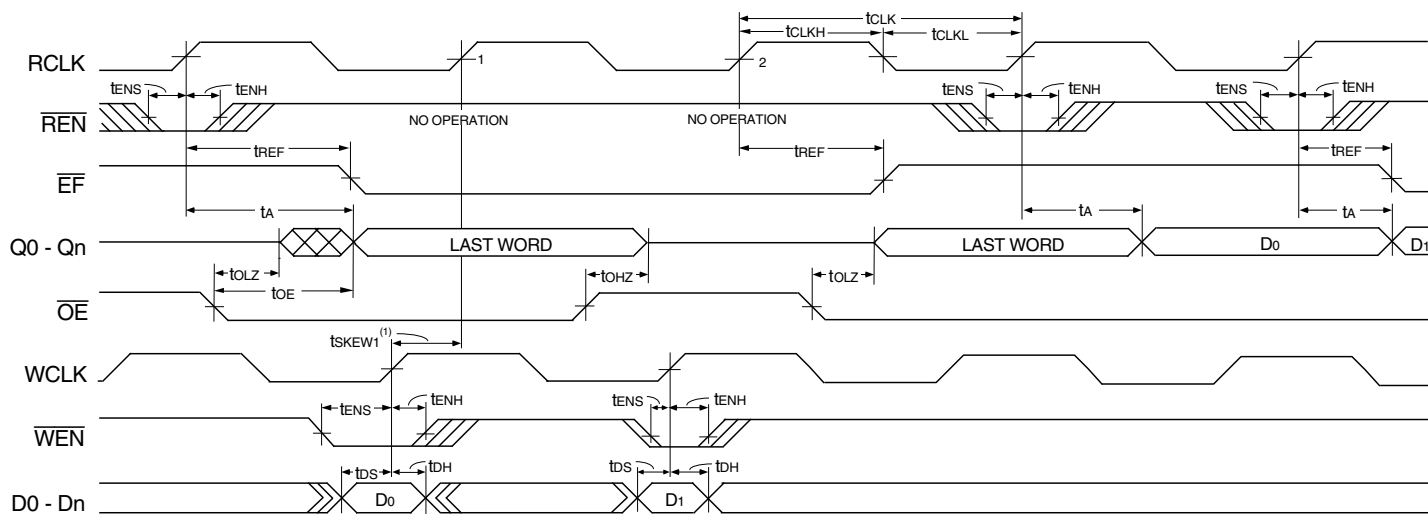 tCLK
tCLKH tCLKL
RCLK 1 2
tENS tENH tENS tENH tENS tENH
REN NO OPERATION NO OPERATION
tREF tREF tREF
EF
tA tA tA
Q0 - Qn LAST WORD LAST WORD D0 D1
tOLZ tOHZ tOLZ
tOE
OE
tSKEW1(1)
WCLK
tENS tENH tENS tENH
WEN
tDS tDH tDS tDH
D0 - Dn D0 D1